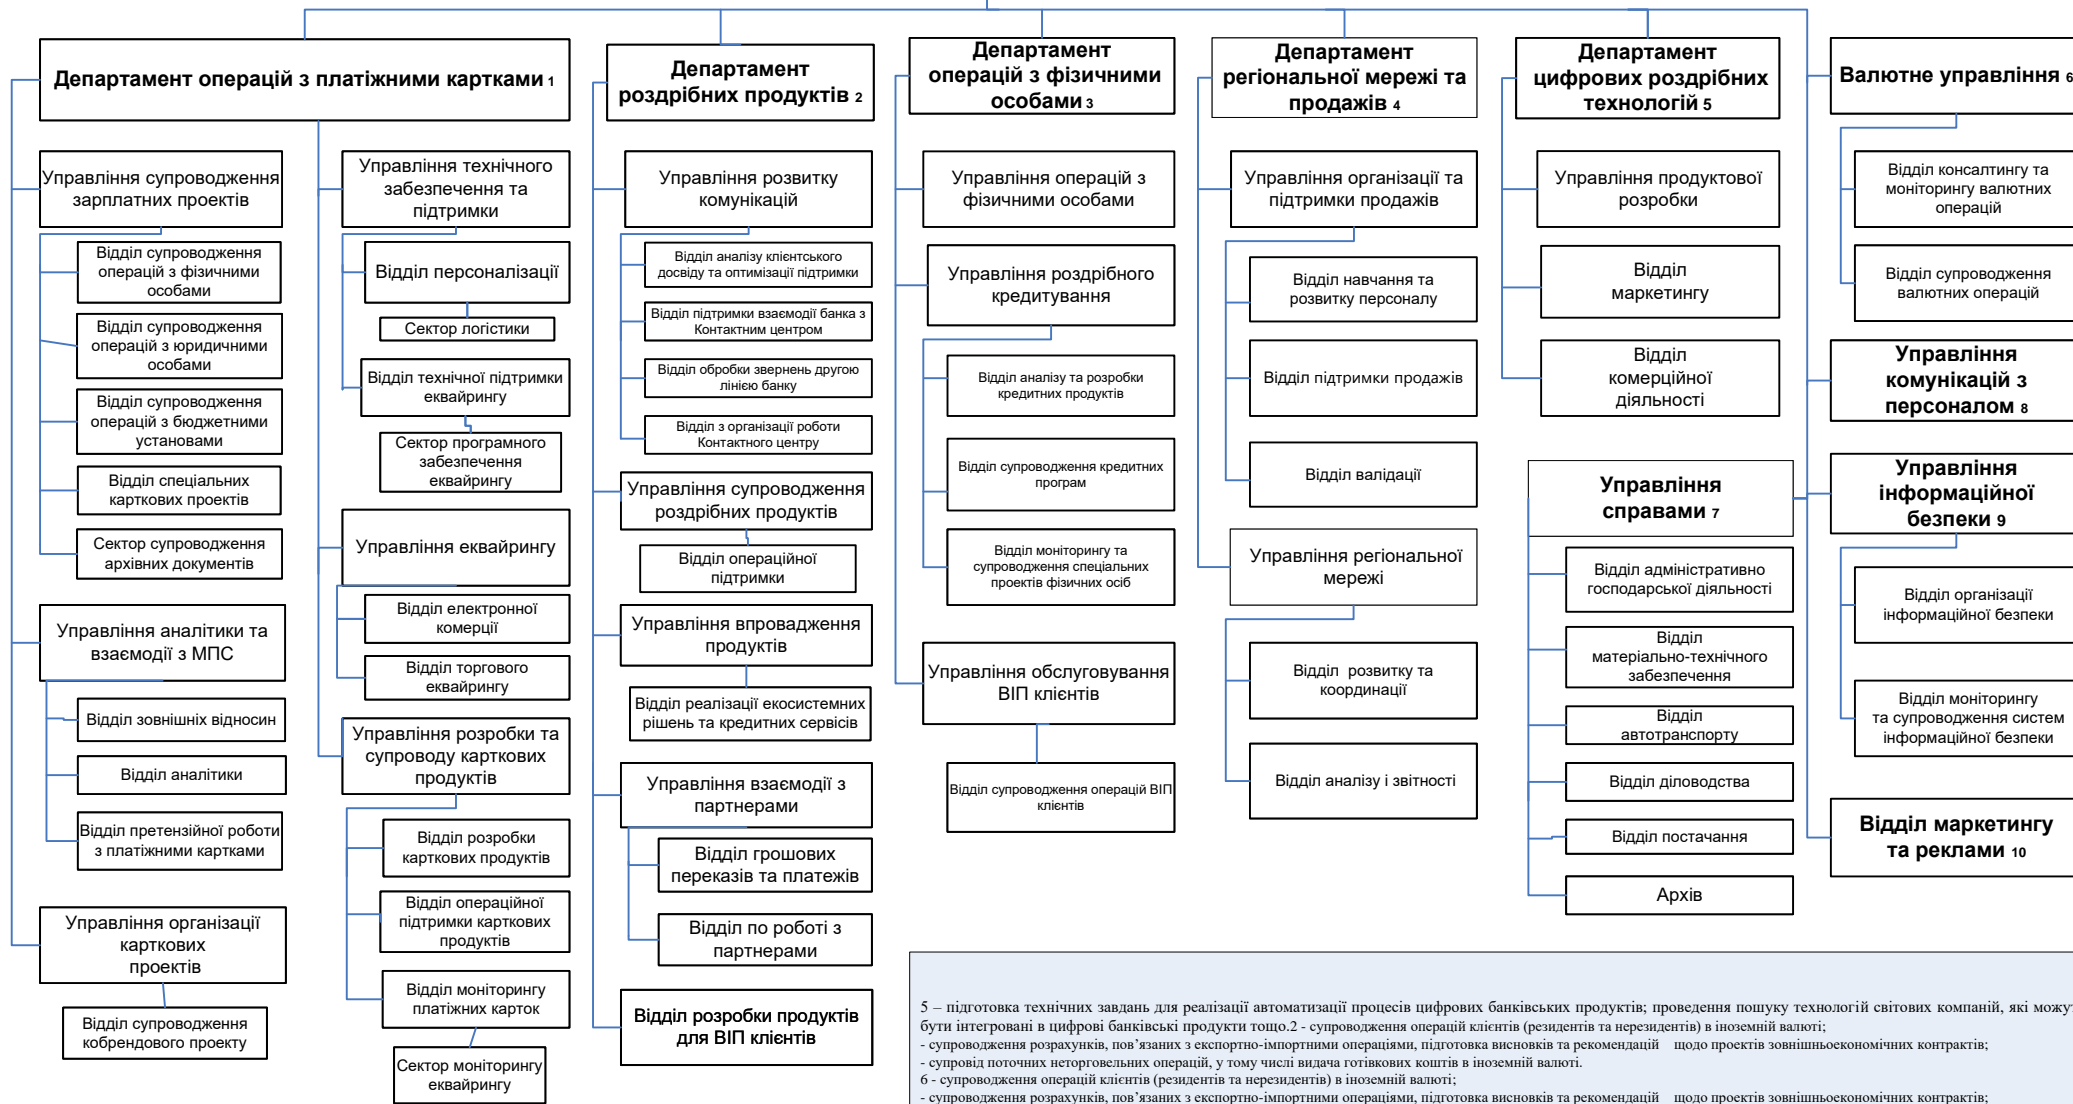 Департамент операцій з платіжними картками 1
Управління супроводження
зарплатних проектів
Відділ супроводження
операцій з фізичними
особами
Відділ супроводження
операцій з юридичними
особами
Відділ супроводження
операцій з бюджетними
установами
Відділ спеціальних
карткових проектів
Сектор супроводження
архівних документів
Управління аналітики та
взаємодії з МПС
Відділ зовнішніх відносин
Відділ аналітики
Відділ претензійної роботи
з платіжними картками
Управління організації
карткових
проектів
Відділ супроводження
кобрендового проекту
Управління технічного
забезпечення та
підтримки
Відділ персоналізації
Сектор логістики
Відділ технічної підтримки
еквайрингу
Сектор програмного
забезпечення
еквайрингу
Управління еквайрингу
Відділ електронної
комерції
Відділ торгового
еквайрингу
Управління розробки та
супроводу карткових
продуктів
Відділ розробки
карткових продуктів
Відділ операційної
підтримки карткових
продуктів
Відділ моніторингу
платіжних карток
Сектор моніторингу
еквайрингу
Департамент
роздрібних продуктів 2
Управління розвитку
комунікацій
Відділ аналізу клієнтського
досвіду та оптимізації підтримки
Відділ підтримки взаємодії банка з
Контактним центром
Відділ обробки звернень другою
лінією банку
Відділ з організації роботи
Контактного центру
Управління супроводження
роздрібних продуктів
Відділ операційної
підтримки
Управління впровадження
продуктів
Відділ реалізації екосистемних
рішень та кредитних сервісів
Управління взаємодії з
партнерами
Відділ грошових
переказів та платежів
Відділ по роботі з
партнерами
Відділ розробки продуктів
для ВІП клієнтів
Департамент
операцій з фізичними
особами 3
Управління операцій з
фізичними особами
Управління роздрібного
кредитування
Відділ аналізу та розробки
кредитних продуктів
Відділ супроводження кредитних
програм
Відділ моніторингу та
супроводження спеціальних
проектів фізичних осіб
Управління обслуговування
ВІП клієнтів
Відділ супроводження операцій ВІП
клієнтів
Департамент
регіональної мережі та
продажів 4
Управління організації та
підтримки продажів
Відділ навчання та
розвитку персоналу
Відділ підтримки продажів
Відділ валідації
Управління регіональної
мережі
Відділ розвитку та
координації
Відділ аналізу і звітності
Департамент
цифрових роздрібних
технологій 5
Управління продуктової
розробки
Відділ
маркетингу
Відділ
комерційної
діяльності
Управління
справами 7
Відділ адміністративно
господарської діяльності
Відділ
матеріально-технічного
забезпечення
Відділ
автотранспорту
Відділ діловодства
Відділ постачання
Архів
Валютне управління 6
Відділ консалтингу та
моніторингу валютних
операцій
Відділ супроводження
валютних операцій
Управління
комунікацій з
персоналом 8
Управління
інформаційної
безпеки 9
Відділ організації
інформаційної безпеки
Відділ моніторингу
та супроводження систем
інформаційної безпеки
Відділ маркетингу
та реклами 10
5 – підготовка технічних завдань для реалізації автоматизації процесів цифрових банківських продуктів; проведення пошуку технологій світових компаній, які можуть
бути інтегровані в цифрові банківські продукти тощо.2 - супроводження операцій клієнтів (резидентів та нерезидентів) в іноземній валюті;
- супроводження розрахунків, пов’язаних з експортно-імпортними операціями, підготовка висновків та рекомендацій щодо проектів зовнішньоекономічних контрактів;
- супровід поточних неторговельних операцій, у тому числі видача готівкових коштів в іноземній валюті.
6 - супроводження операцій клієнтів (резидентів та нерезидентів) в іноземній валюті;
- супроводження розрахунків, пов’язаних з експортно-імпортними операціями, підготовка висновків та рекомендацій щодо проектів зовнішньоекономічних контрактів;